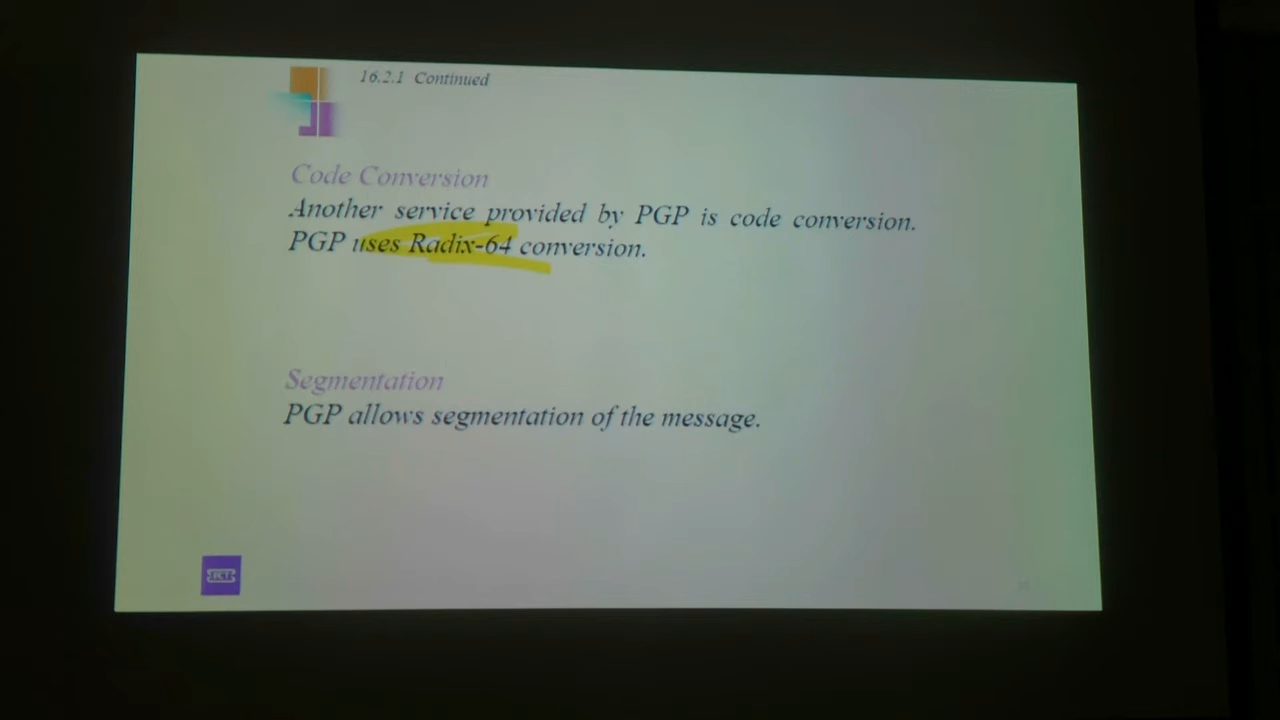 16.2.1 Continued
Code Conversion
Another service provided by PGP is code conversion.
PGP uses Radix-64 conversion.
Segmentation
PGP allows segmentation of the message.